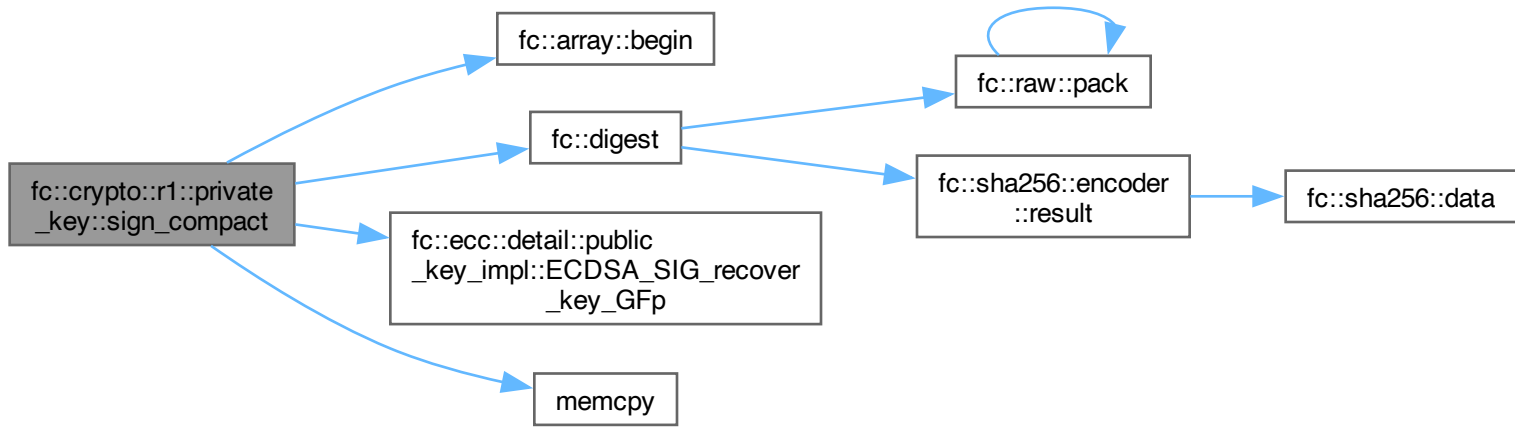 fc::crypto::r1::private
_key::sign_compact
fc::array::begin
fc::digest
fc::raw::pack
fc::sha256::encoder
::result
fc::sha256::data
fc::ecc::detail::public
_key_impl::ECDSA_SIG_recover
_key_GFp
memcpy